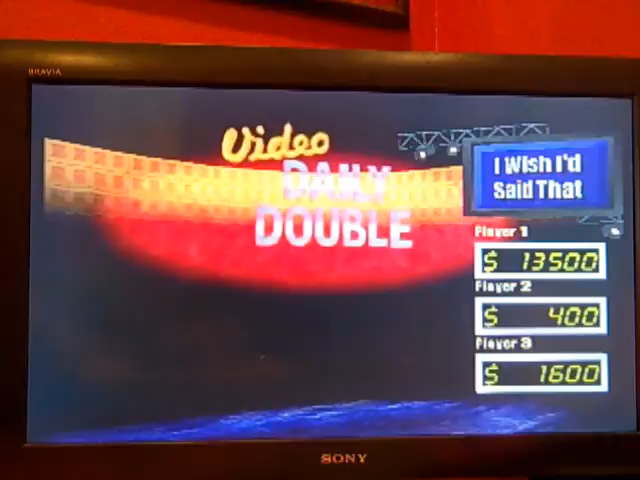 BRAVIA
Video
DAILY
DOUBLE
I Wish I'd
Said That
Player 1
$ 13500
Player 2
$ 400
Player 3
$ 1600
SONY